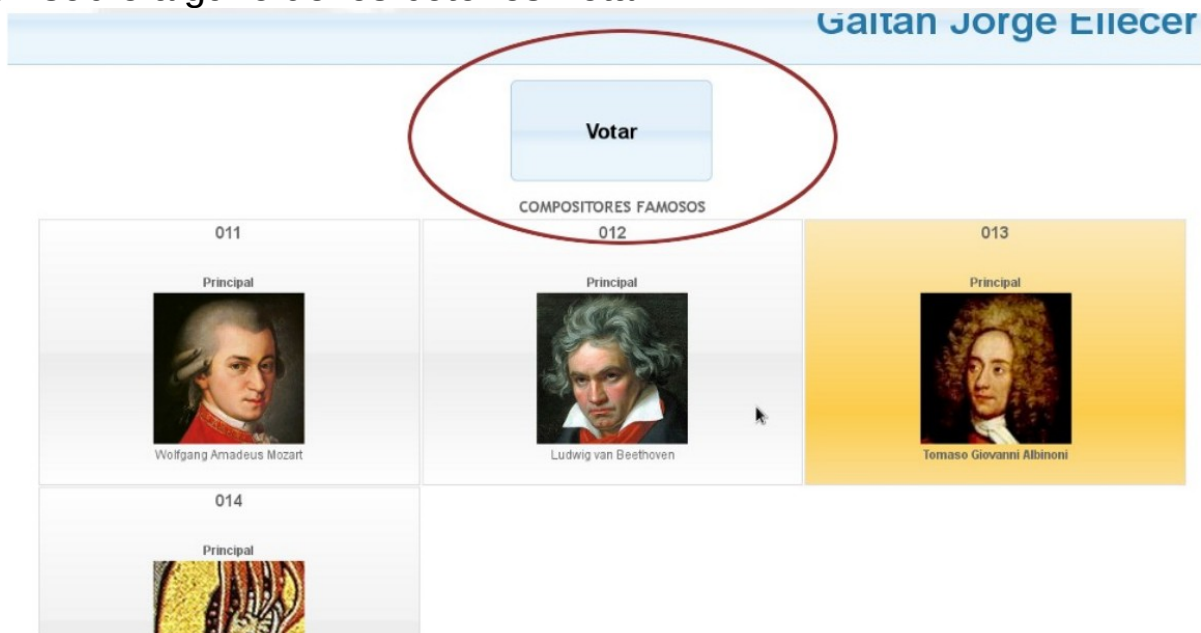 Gaitán Jorge Eliecer
Votar
COMPOSITORES FAMOSOS
011
012
013
Principal
Principal
Principal
Wolfgang Amadeus Mozart
Ludwig van Beethoven
Tomaso Giovanni Albinoni
014
Principal